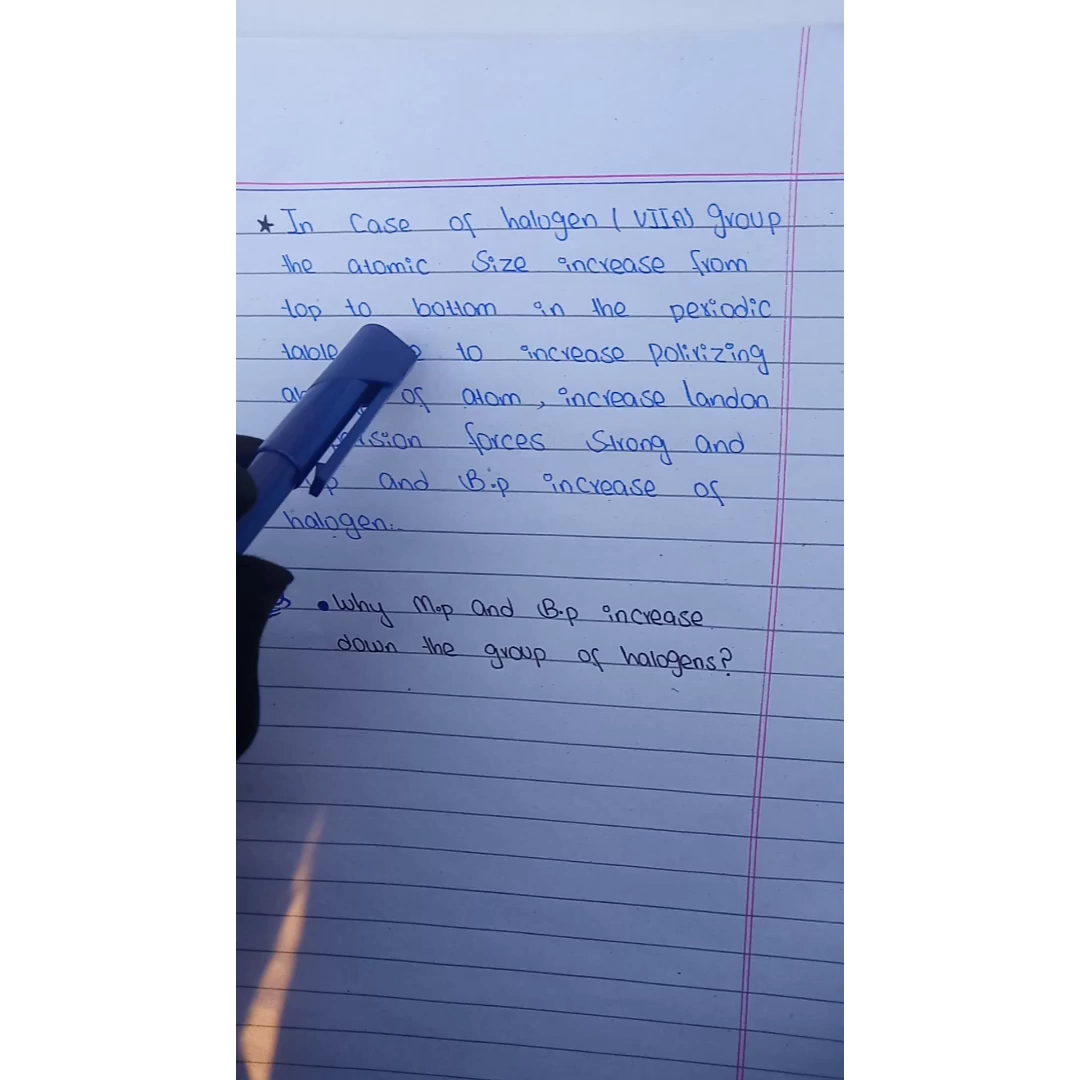 ★ In Case of halogen (VIIA) group
the atomic Size increase from
top to bottom in the periodic
table to increase polirizing
of atom, increase landon
forces Strong and
and B.p increase of
halogen.
• Why M.p and B.p increase
down the group of halogens?